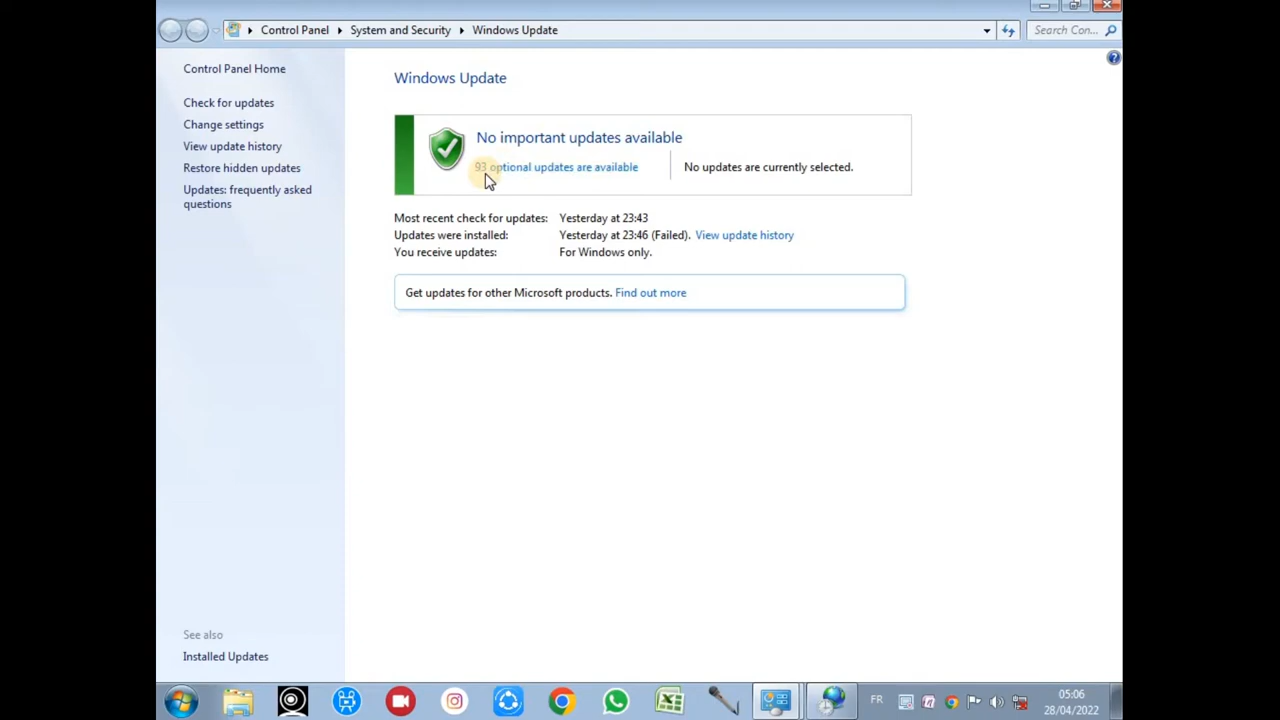 Control Panel
System and Security
Windows Update
Search Con...
Control Panel Home
Check for updates
Change settings
View update history
Restore hidden updates
Updates: frequently asked
questions
Windows Update
No important updates available
93 optional updates are available
No updates are currently selected.
Most recent check for updates: Yesterday at 23:43
Updates were installed: Yesterday at 23:46 (Failed). View update history
You receive updates: For Windows only.
Get updates for other Microsoft products. Find out more
See also
Installed Updates
FR
05:06
28/04/2022